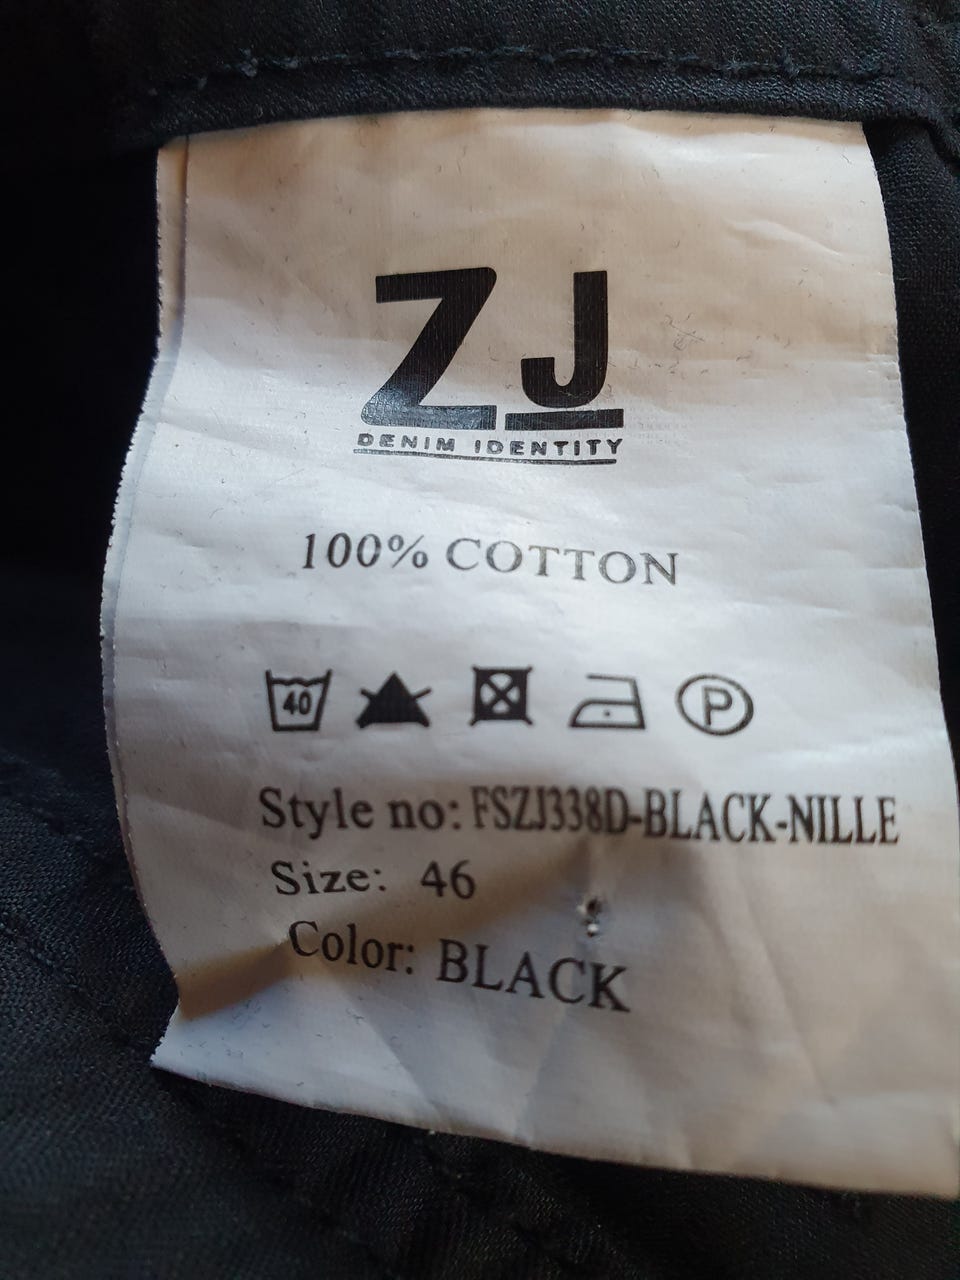 ZJ
DENIM IDENTITY
100% COTTON
40 P
Style no: FSZJ338D-BLACK-NILLE
Size: 46
Color: BLACK